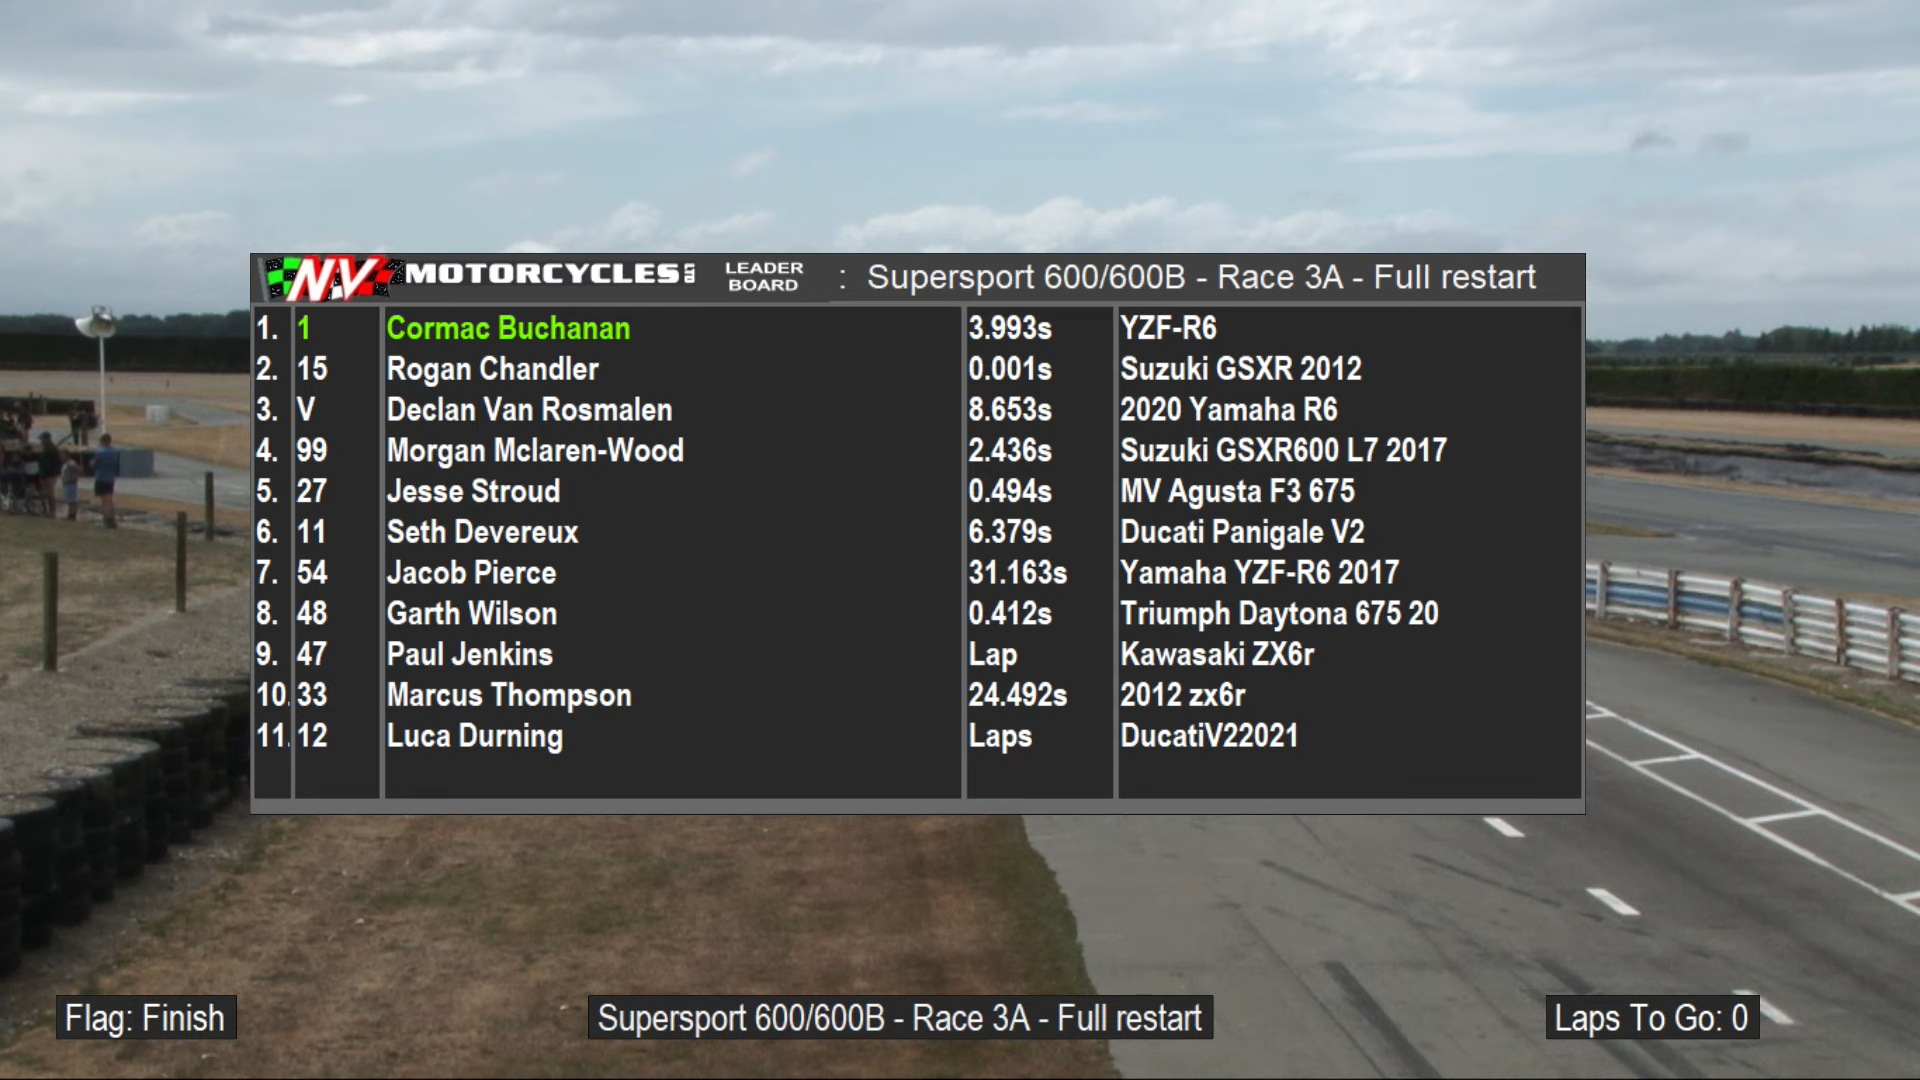 NV MOTORCYCLES LTD LEADER BOARD : Supersport 600/600B - Race 3A - Full restart
1. 1 Cormac Buchanan 3.993s YZF-R6
2. 15 Rogan Chandler 0.001s Suzuki GSXR 2012
3. V Declan Van Rosmalen 8.653s 2020 Yamaha R6
4. 99 Morgan Mclaren-Wood 2.436s Suzuki GSXR600 L7 2017
5. 27 Jesse Stroud 0.494s MV Agusta F3 675
6. 11 Seth Devereux 6.379s Ducati Panigale V2
7. 54 Jacob Pierce 31.163s Yamaha YZF-R6 2017
8. 48 Garth Wilson 0.412s Triumph Daytona 675 20
9. 47 Paul Jenkins Lap Kawasaki ZX6r
10. 33 Marcus Thompson 24.492s 2012 zx6r
11. 12 Luca Durning Laps DucatiV22021
Flag: Finish Supersport 600/600B - Race 3A - Full restart Laps To Go: 0